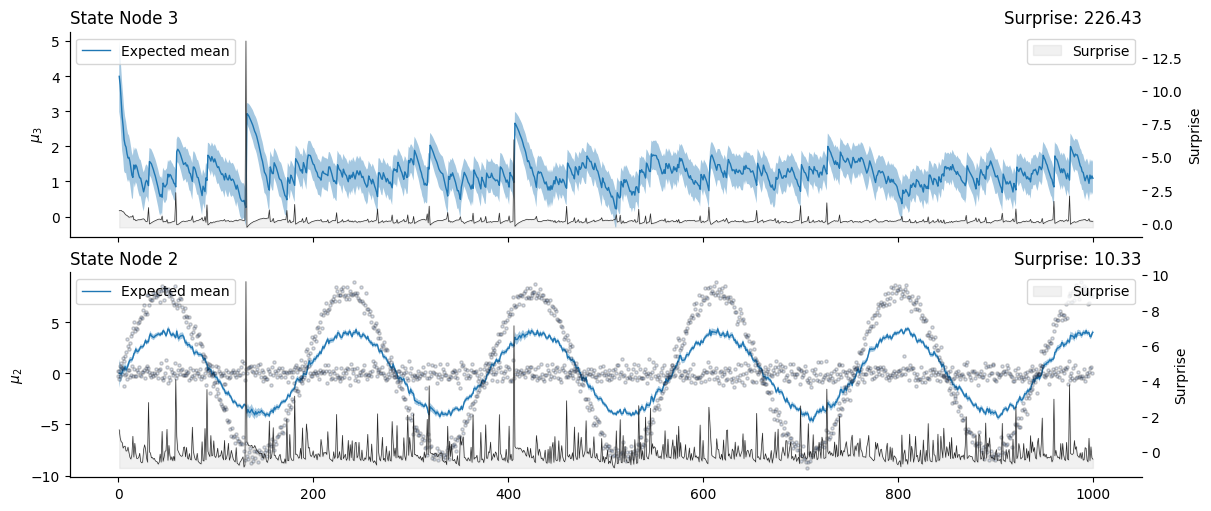 State Node 3
Surprise: 226.43
Expected mean
Surprise
5
4
3
2
1
0
μ3
12.5
10.0
7.5
5.0
2.5
0.0
Surprise
State Node 2
Surprise: 10.33
Expected mean
Surprise
5
0
−5
−10
μ2
10
8
6
4
2
0
Surprise
0
200
400
600
800
1000